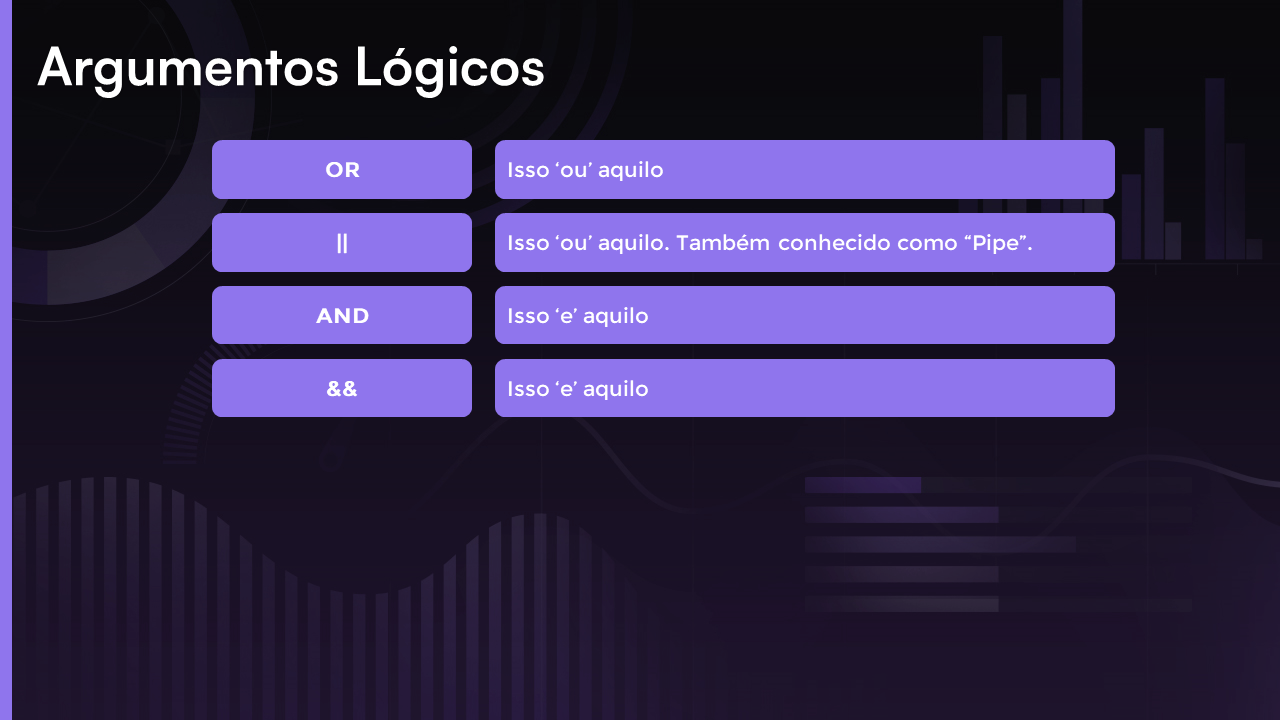 Argumentos Lógicos
OR
Isso ‘ou’ aquilo
||
Isso ‘ou’ aquilo. Também conhecido como “Pipe”.
AND
Isso ‘e’ aquilo
&&
Isso ‘e’ aquilo